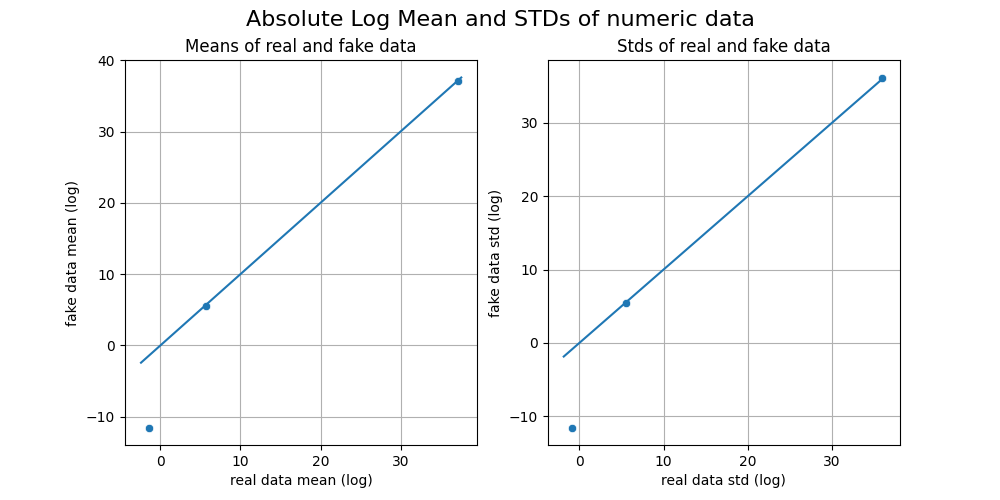 Absolute Log Mean and STDs of numeric data
Means of real and fake data
Stds of real and fake data
fake data mean (log)
40
30
20
10
0
−10
0 10 20 30
real data mean (log)
fake data std (log)
30
20
10
0
−10
0 10 20 30
real data std (log)